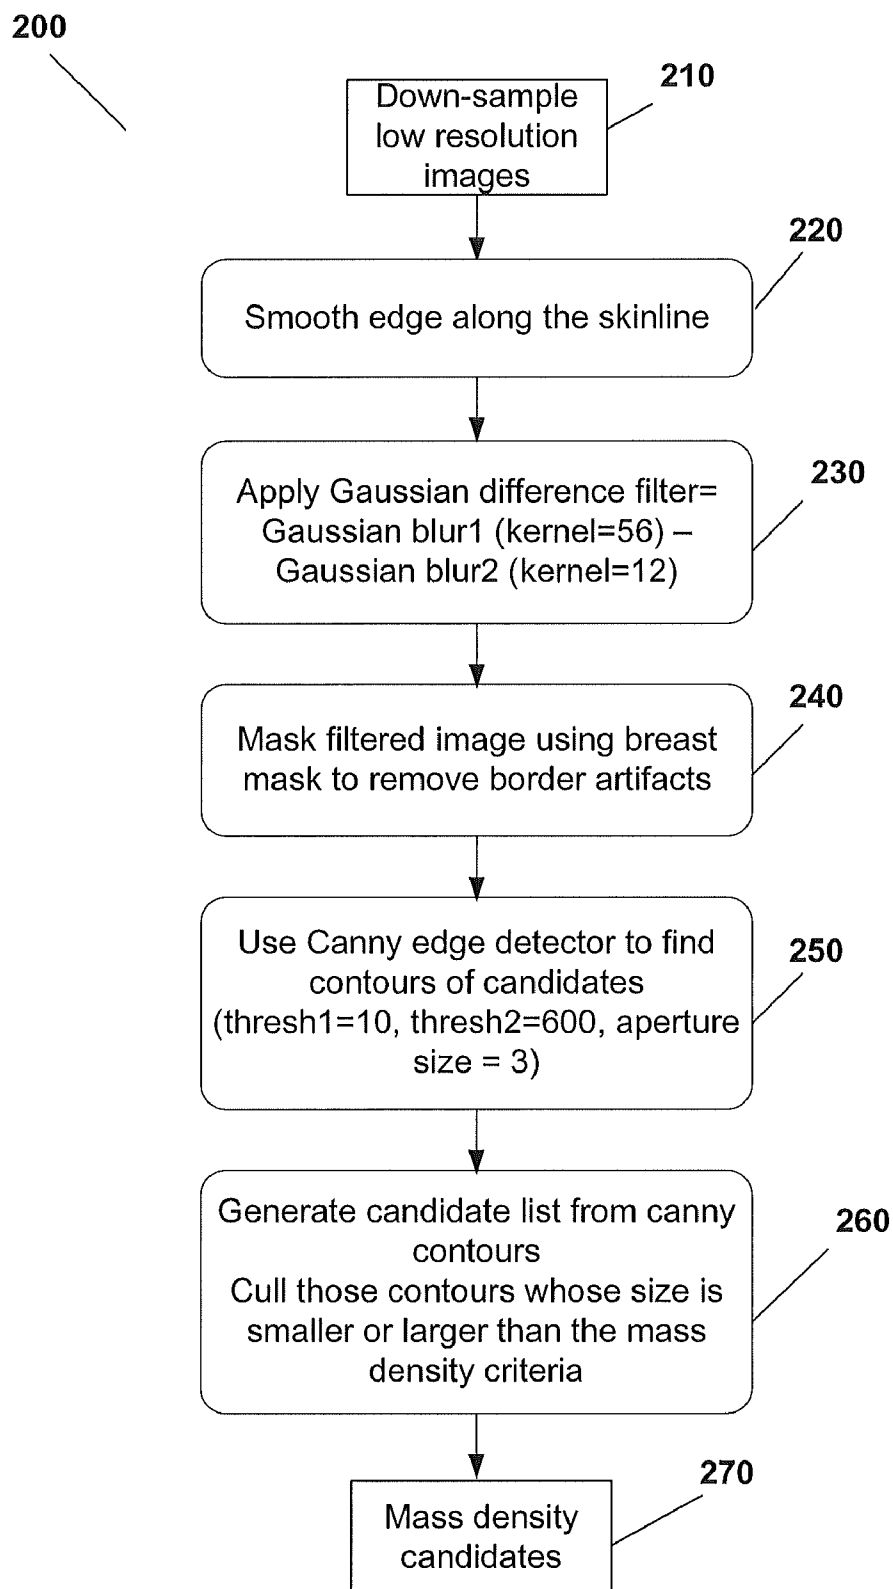 200
210
Down-sample
low resolution
images
220
Smooth edge along the skinline
230
Apply Gaussian difference filter=
Gaussian blur1 (kernel=56) –
Gaussian blur2 (kernel=12)
240
Mask filtered image using breast
mask to remove border artifacts
250
Use Canny edge detector to find
contours of candidates
(thresh1=10, thresh2=600, aperture
size = 3)
260
Generate candidate list from canny
contours
Cull those contours whose size is
smaller or larger than the mass
density criteria
270
Mass density
candidates